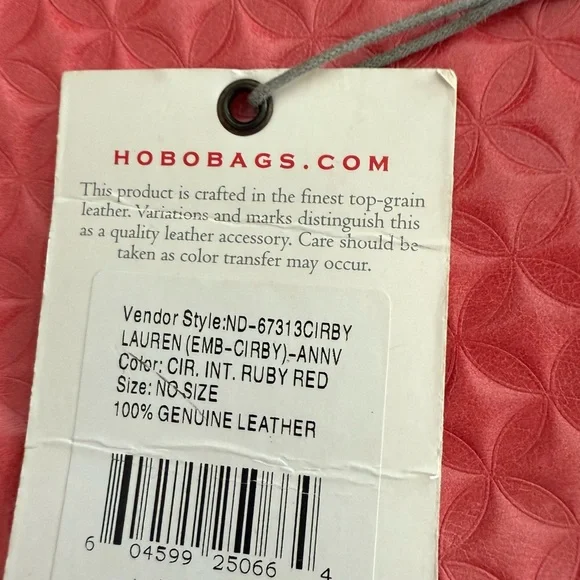 HOBOBAGS.COM
This product is crafted in the finest top-grain
leather. Variations and marks distinguish this
as a quality leather accessory. Care should be
taken as color transfer may occur.
Vendor Style:ND-67313CIRBY
LAUREN (EMB-CIRBY)-ANNV
Color: CIR. INT. RUBY RED
Size: NO SIZE
100% GENUINE LEATHER
6 04599 25066 4